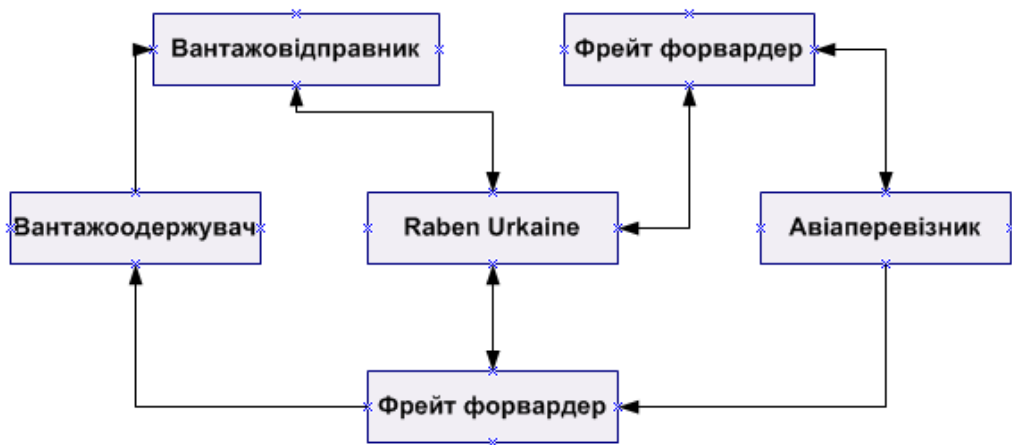 Вантажовідправник
Фрейт форвардер
Вантажоодержувач
Raben Urkaine
Авіаперевізник
Фрейт форвардер